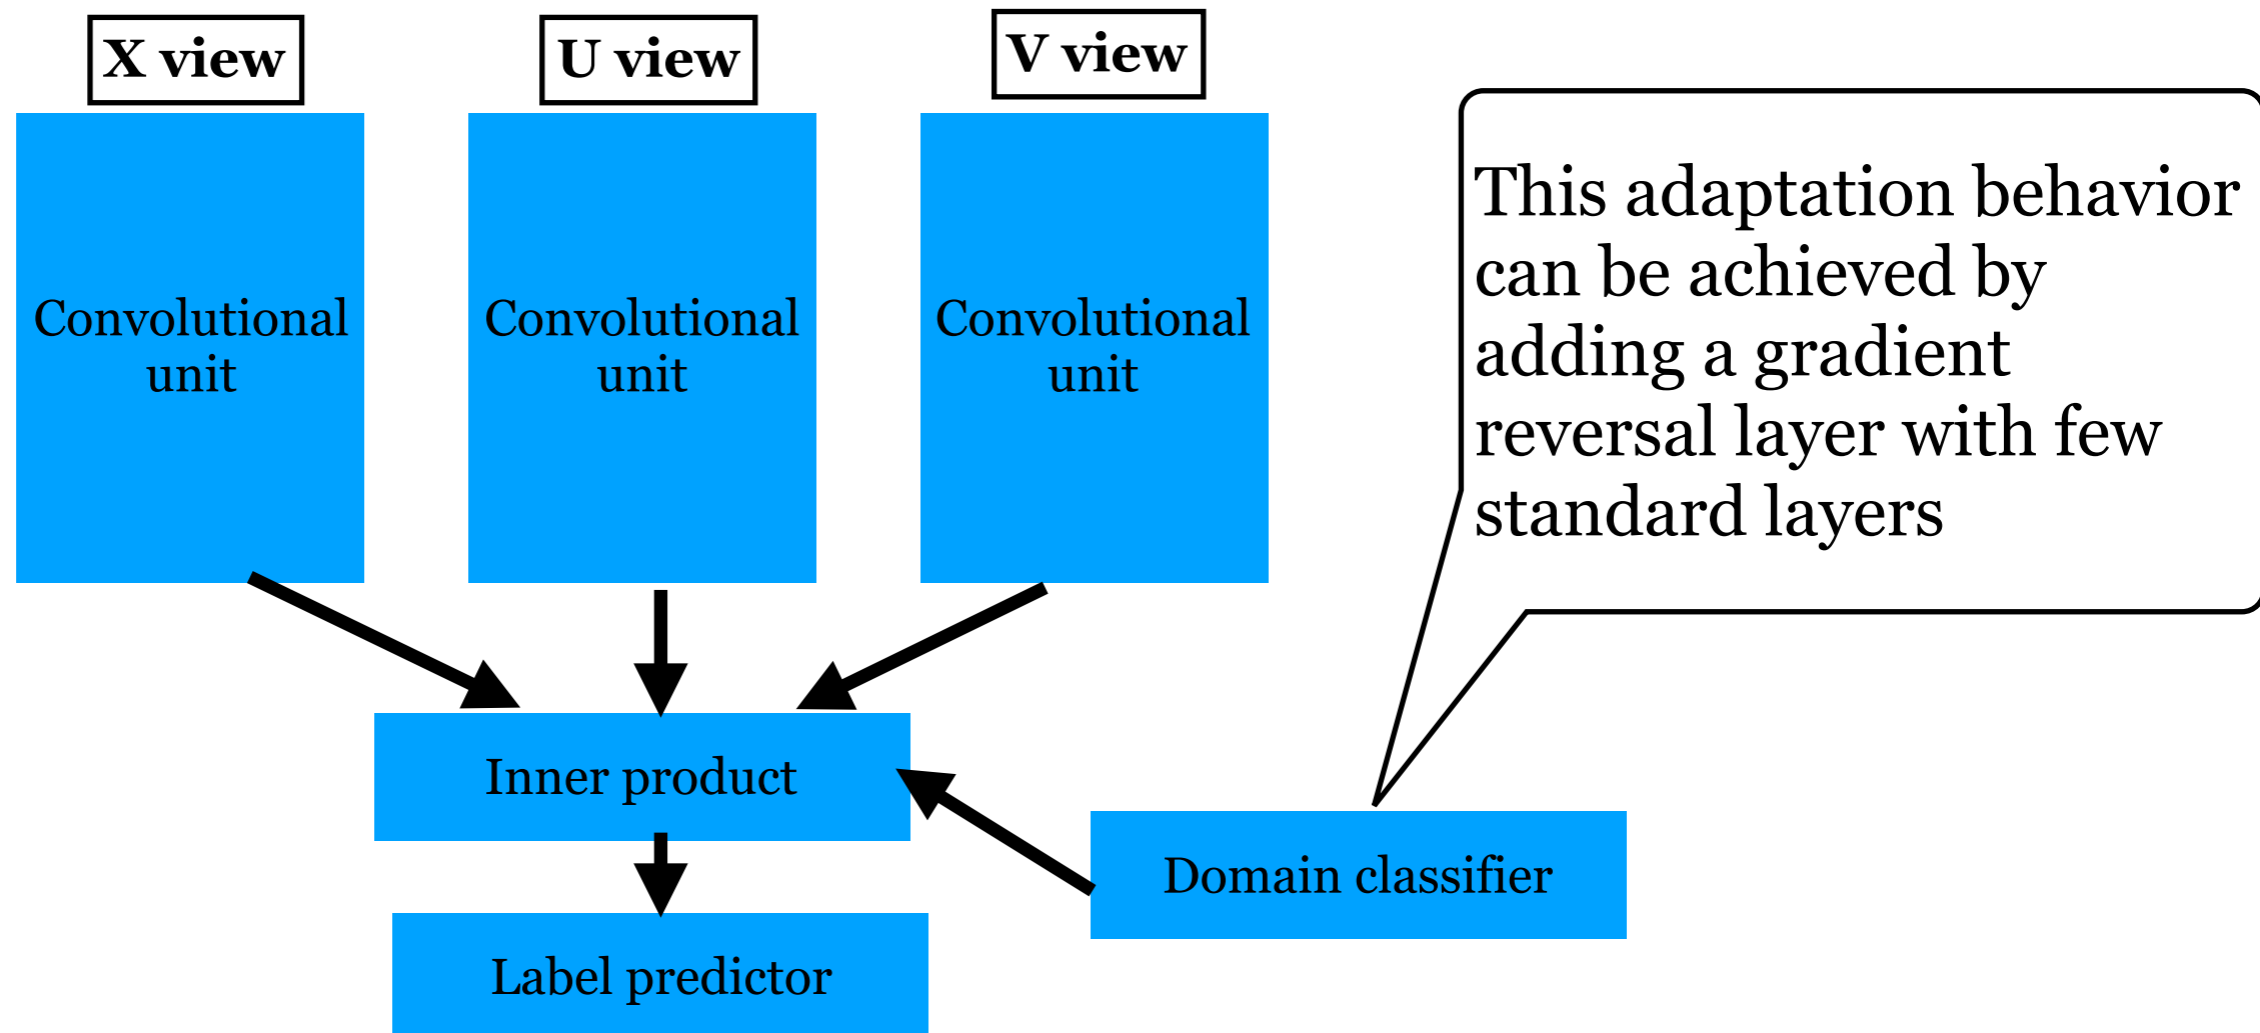 X view
U view
V view
Convolutional
unit
Convolutional
unit
Convolutional
unit
This adaptation behavior
can be achieved by
adding a gradient
reversal layer with few
standard layers
Inner product
Domain classifier
Label predictor